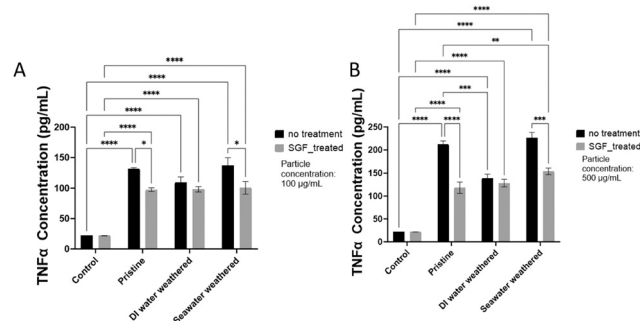 A
****
****
****
****
****
****
*
*
TNFα Concentration (pg/mL)
200
150
100
50
0
Control
Pristine
DI water weathered
Seawater weathered
no treatment
SGF_treated
Particle
concentration:
100 μg/mL
B
****
****
**
****
****
***
****
****
****
***
TNFα Concentration (pg/mL)
250
200
150
100
50
0
Control
Pristine
DI water weathered
Seawater weathered
no treatment
SGF_treated
Particle
concentration:
500 μg/mL